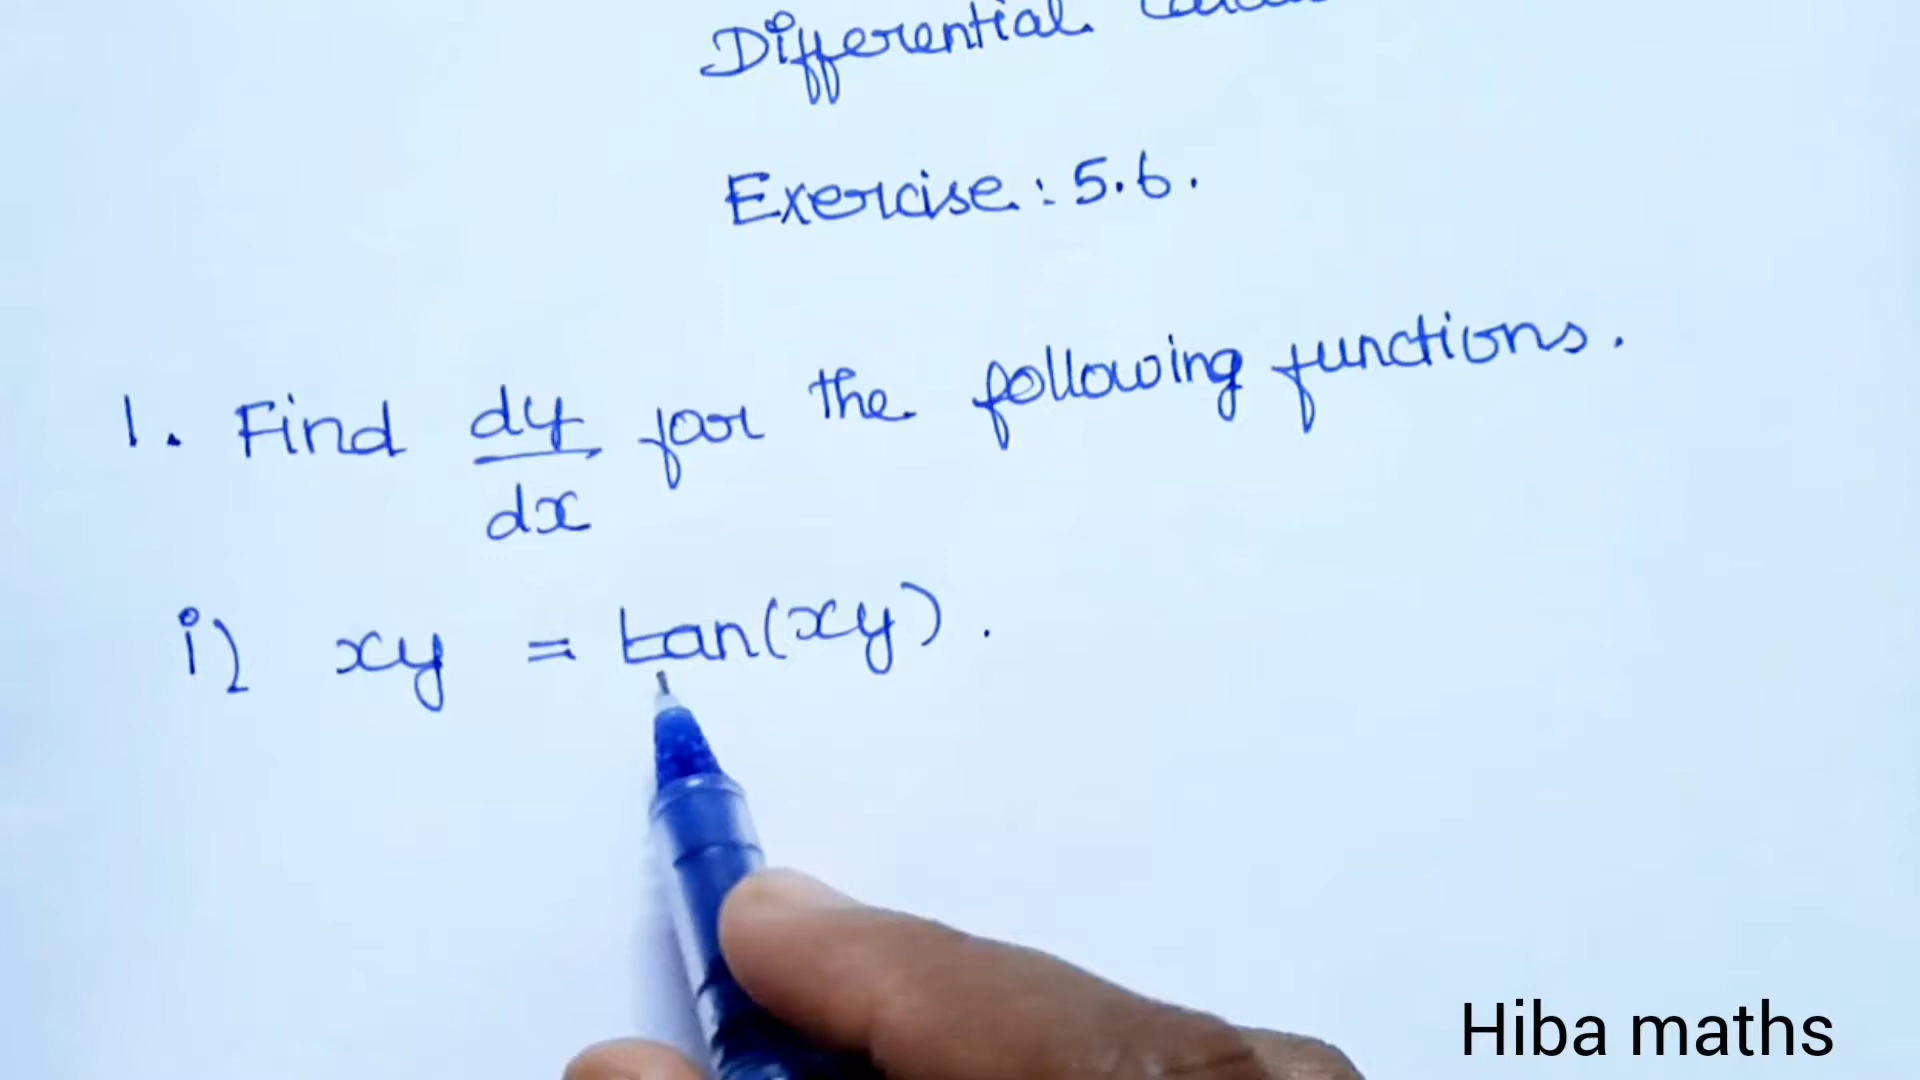 Differential
Exercise : 5.6.
1. Find dy/dx for the following functions.
i) xy = tan(xy).
Hiba maths